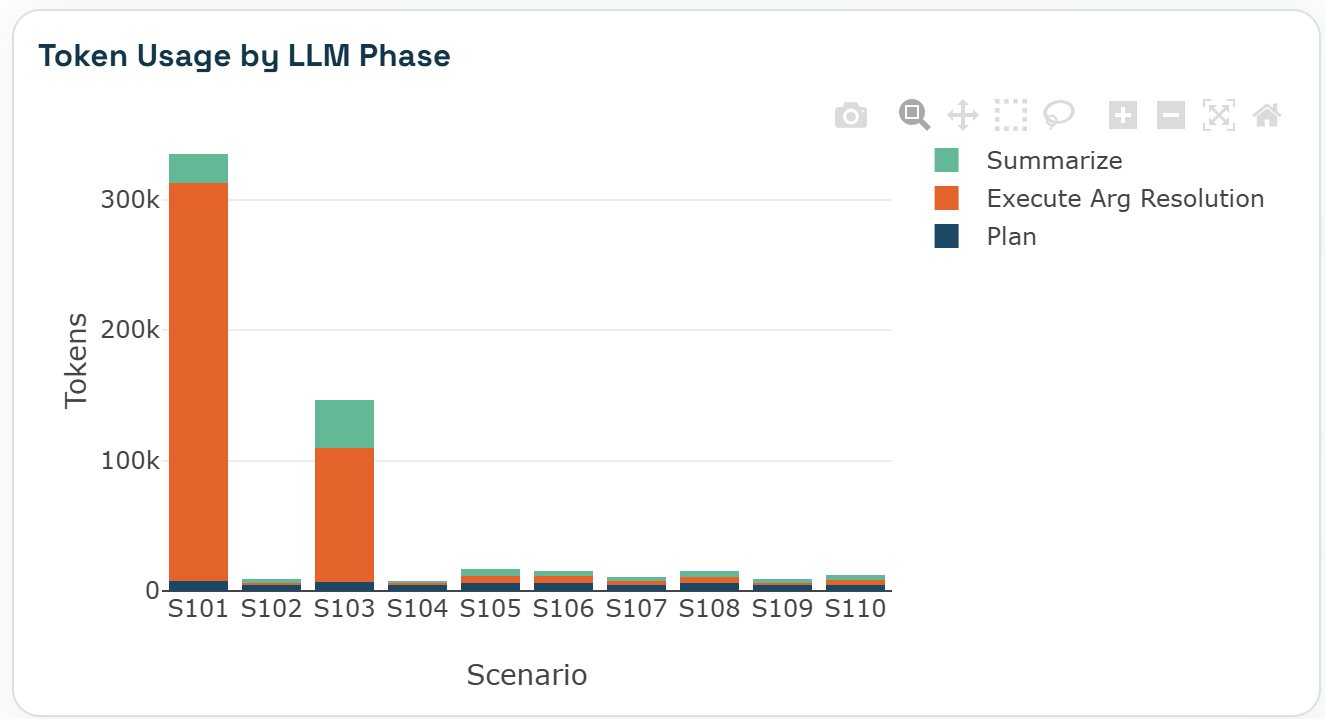 Token Usage by LLM Phase
Summarize
Execute Arg Resolution
Plan
300k
200k
100k
0
Tokens
S101 S102 S103 S104 S105 S106 S107 S108 S109 S110
Scenario